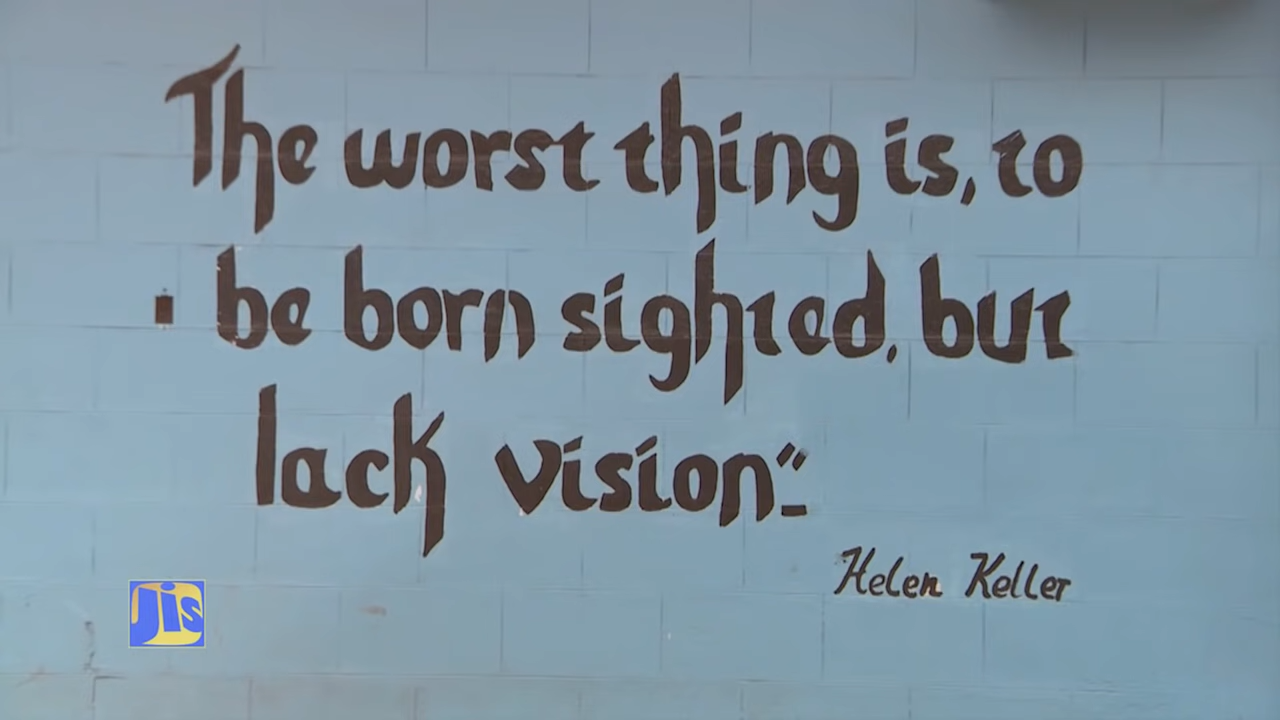 The worst thing is, to
be born sighted, but
lack vision."
Helen Keller
JIS